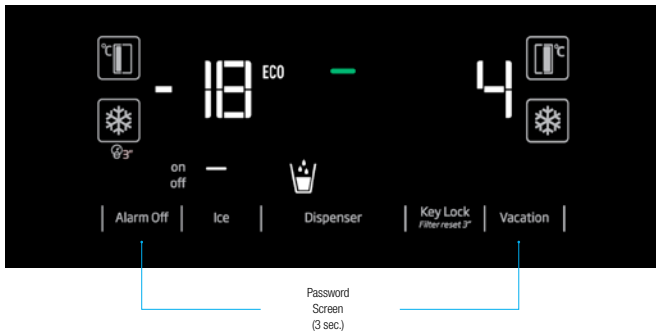 °C
°C
-18
ECO
4
3"
on
off
Alarm Off
Ice
Dispenser
Key Lock
Filter reset 3"
Vacation
Password
Screen
(3 sec.)